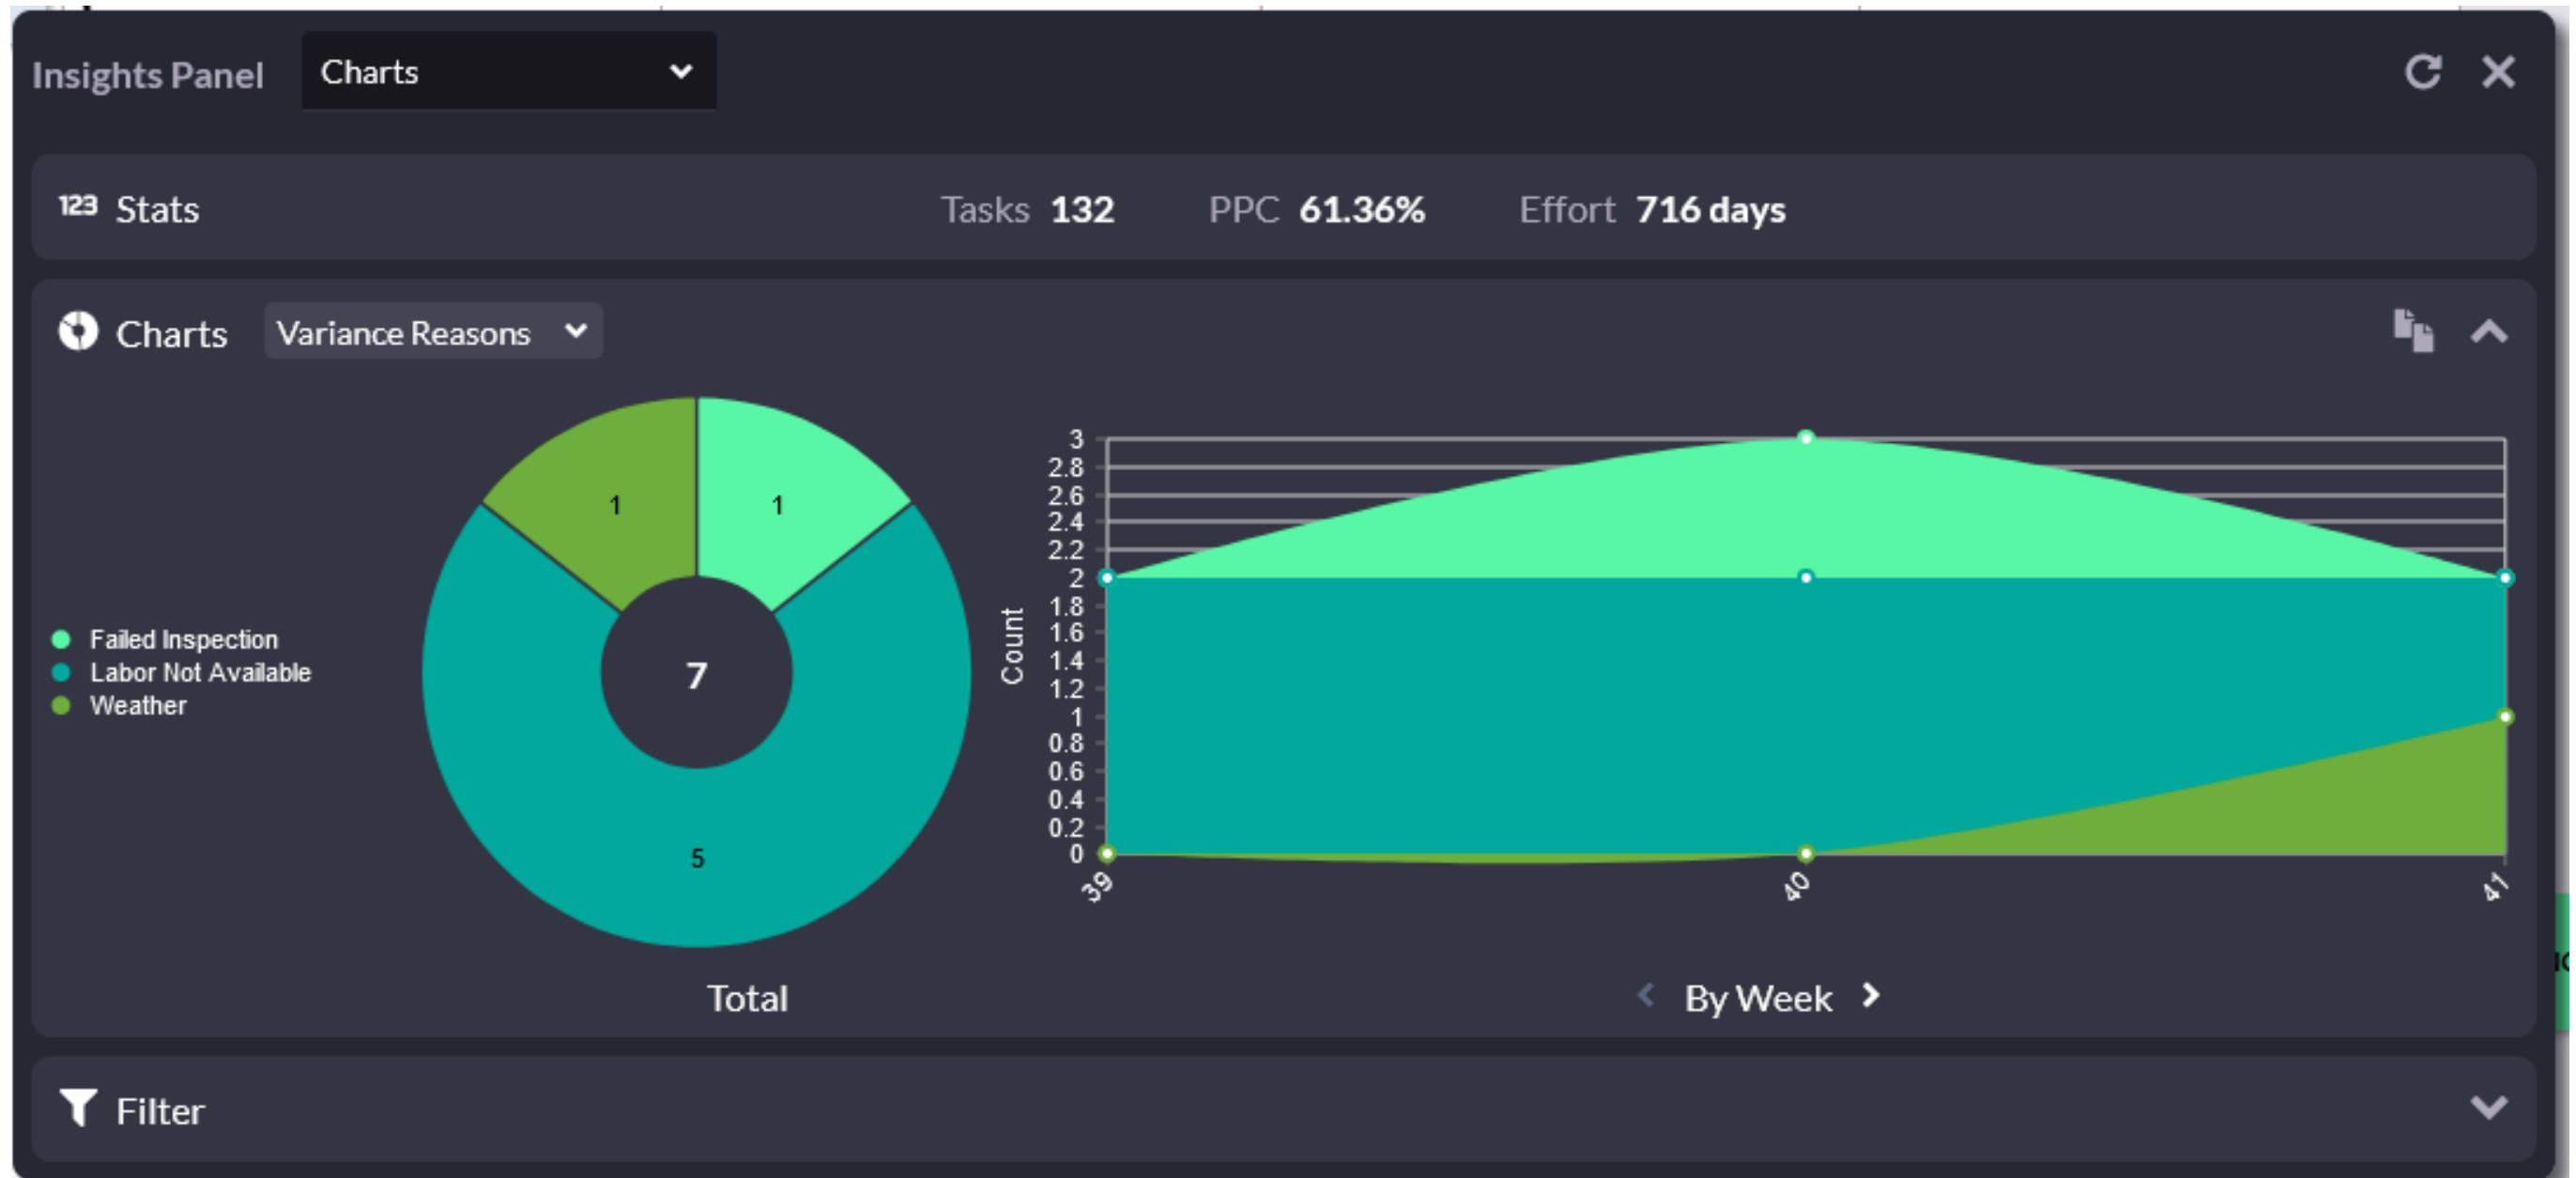 Insights Panel Charts
123 Stats Tasks 132 PPC 61.36% Effort 716 days
Charts Variance Reasons
Failed Inspection
Labor Not Available
Weather
1
1
7
5
Total
Count
3
2.8
2.6
2.4
2.2
2
1.8
1.6
1.4
1.2
1
0.8
0.6
0.4
0.2
0
39 40 41
By Week
Filter